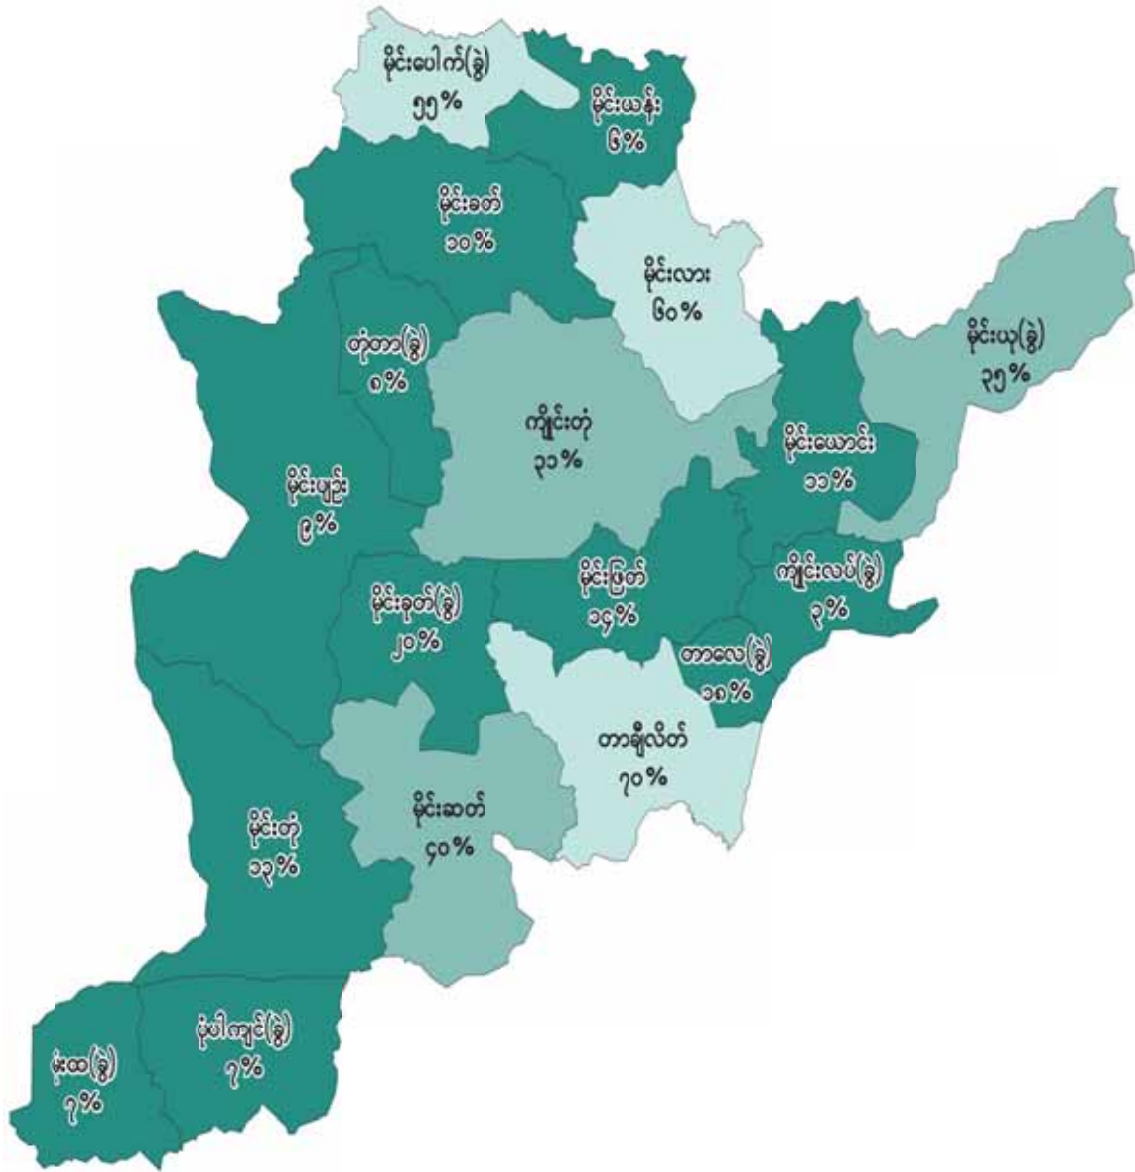 မိုင်းပေါက်(ခွဲ)
၅၅%
မိုင်းယန်း
၆%
မိုင်းခတ်
၁၀%
မိုင်းလား
၆၀%
မိုင်းယု(ခွဲ)
၃၅%
တုံတာ(ခွဲ)
၈%
ကျိုင်းတုံ
၃၁%
မိုင်းယောင်း
၁၁%
မိုင်းပျဉ်း
၉%
မိုင်းဖြတ်
၁၄%
ကျိုင်းလပ်(ခွဲ)
၃%
မိုင်းခုတ်(ခွဲ)
၂၀%
တာလေ(ခွဲ)
၁၈%
တာချီလိတ်
၇၀%
မိုင်းဆတ်
၄၀%
မိုင်းတုံ
၁၃%
ပုံပါကျင်(ခွဲ)
၇%
မုံးထ(ခွဲ)
၇%